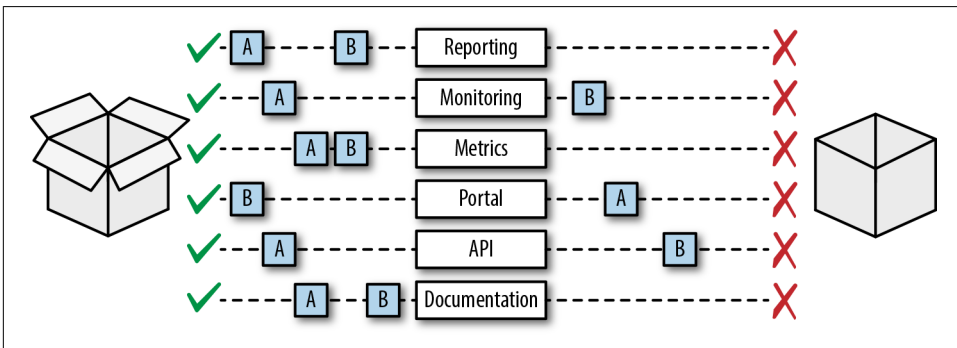 A B Reporting
A Monitoring B
A B Metrics
B Portal A
A API B
A B Documentation